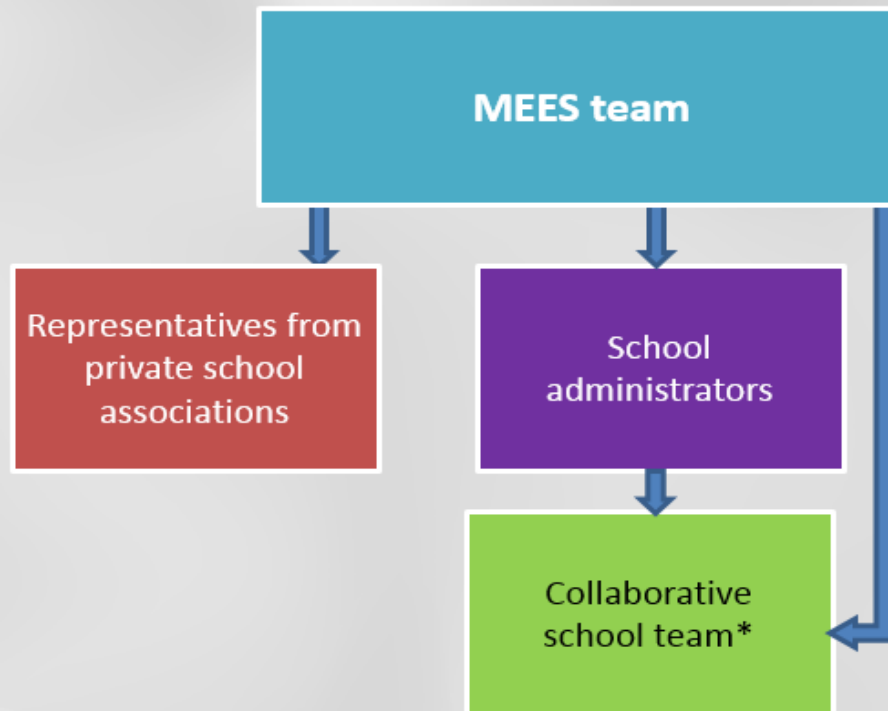 MEES team
Representatives from
private school
associations
School
administrators
Collaborative
school team*